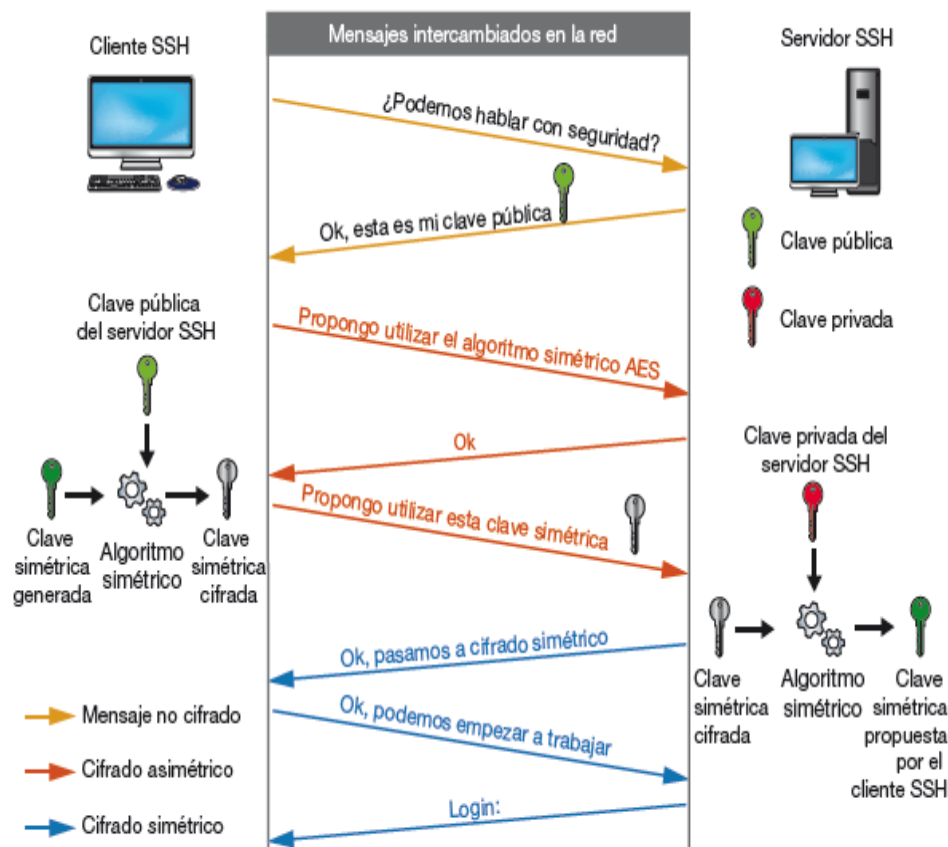 Cliente SSH
Mensajes intercambiados en la red
Servidor SSH
¿Podemos hablar con seguridad?
Ok, esta es mi clave pública
Clave pública
Clave privada
Clave pública
del servidor SSH
Propongo utilizar el algoritmo simétrico AES
Ok
Clave privada del
servidor SSH
Propongo utilizar esta clave simétrica
Clave
simétrica
generada
Algoritmo
simétrico
Clave
simétrica
cifrada
Ok, pasamos a cifrado simétrico
Clave
simétrica
cifrada
Algoritmo
simétrico
Clave
simétrica
propuesta
por el
cliente SSH
Ok, podemos empezar a trabajar
Login:
Mensaje no cifrado
Cifrado asimétrico
Cifrado simétrico